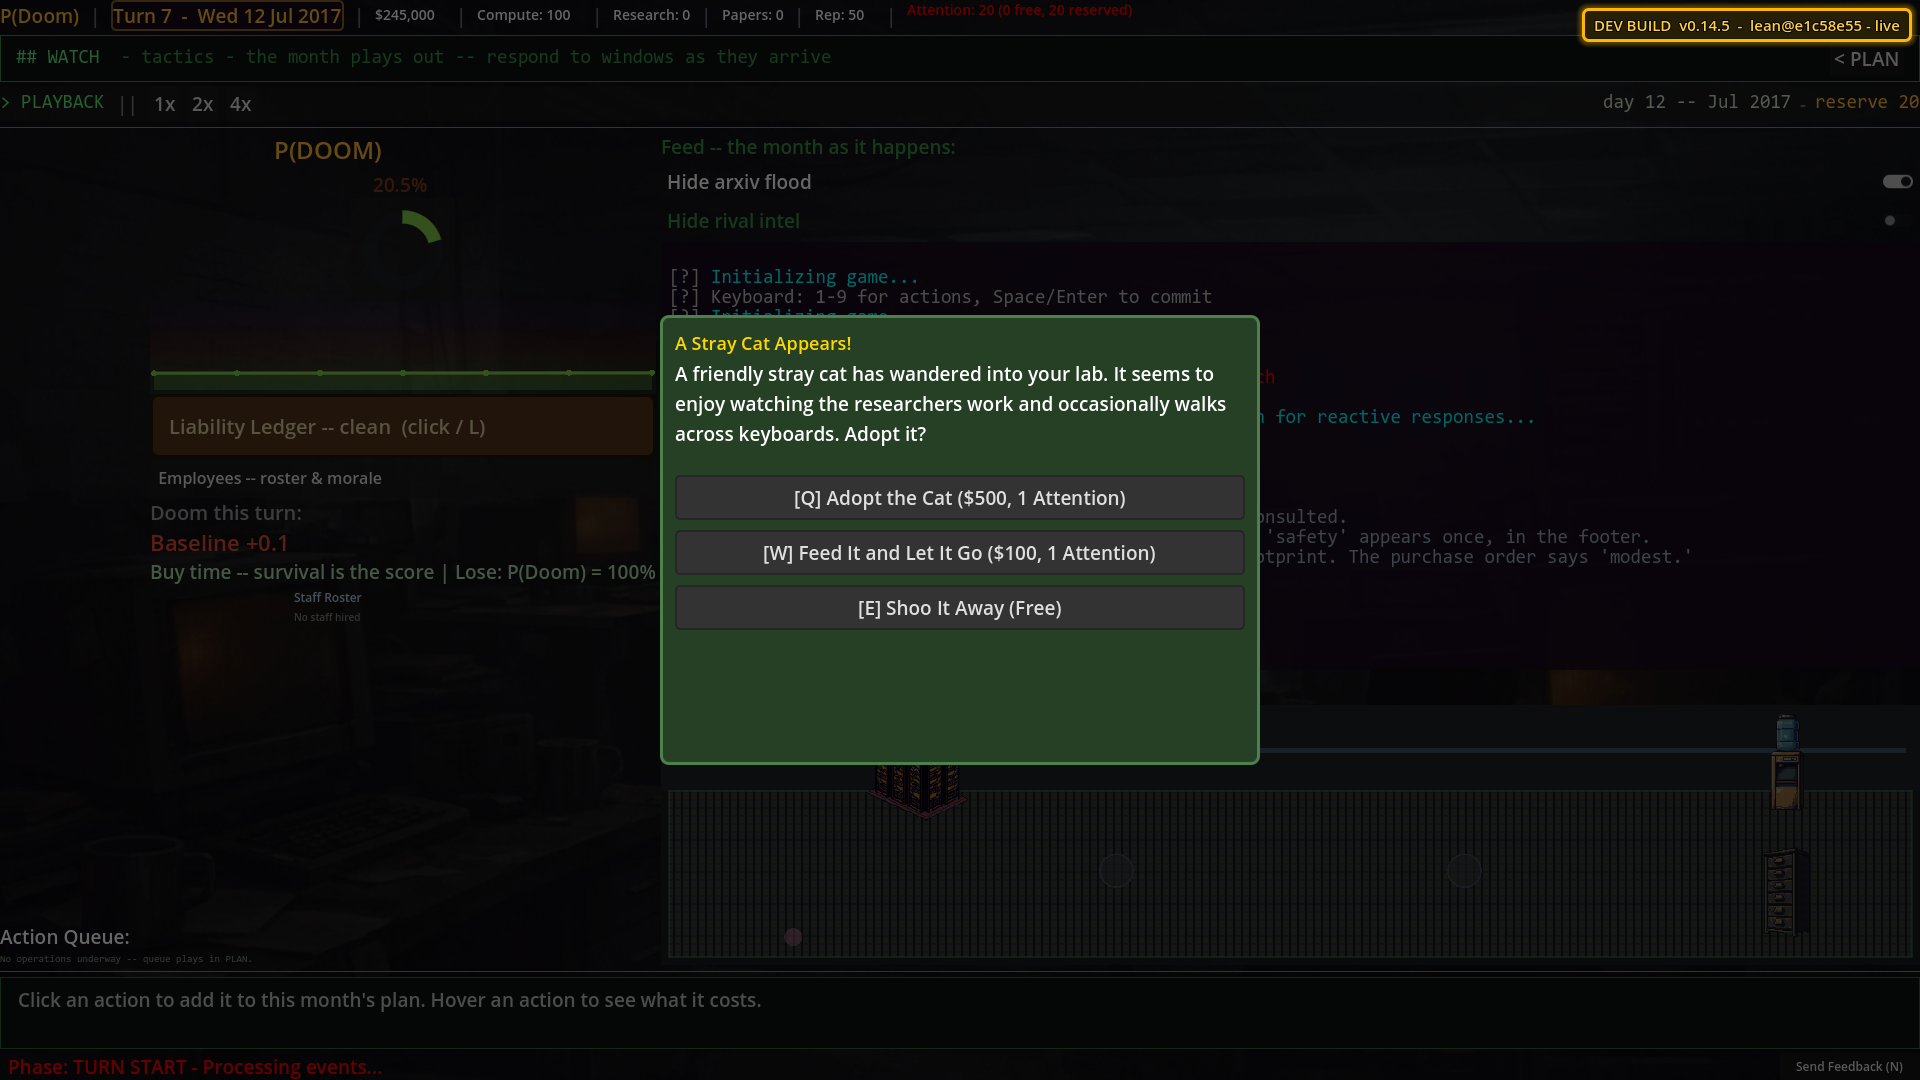 P(Doom) | Turn 7 - Wed 12 Jul 2017 | $245,000 | Compute: 100 | Research: 0 | Papers: 0 | Rep: 50 | Attention: 20 (0 free, 20 reserved)
DEV BUILD v0.14.5 - lean@e1c58e55 - live
## WATCH - tactics - the month plays out -- respond to windows as they arrive
< PLAN
> PLAYBACK || 1x 2x 4x
day 12 -- Jul 2017 - reserve 20
P(DOOM)
20.5%
Feed -- the month as it happens:
Hide arxiv flood
Hide rival intel
[?] Initializing game...
[?] Keyboard: 1-9 for actions, Space/Enter to commit
[?] Initializing game
A Stray Cat Appears!
A friendly stray cat has wandered into your lab. It seems to
enjoy watching the researchers work and occasionally walks
across keyboards. Adopt it?
[Q] Adopt the Cat ($500, 1 Attention)
[W] Feed It and Let It Go ($100, 1 Attention)
[E] Shoo It Away (Free)
for reactive responses...
'safety' appears once, in the footer.
The purchase order says 'modest.'
Liability Ledger -- clean (click / L)
Employees -- roster & morale
Doom this turn:
Baseline +0.1
Buy time -- survival is the score | Lose: P(Doom) = 100%
Staff Roster
No staff hired
Action Queue:
No operations underway -- queue plays in PLAN.
Click an action to add it to this month's plan. Hover an action to see what it costs.
Phase: TURN START - Processing events...
Send Feedback (N)